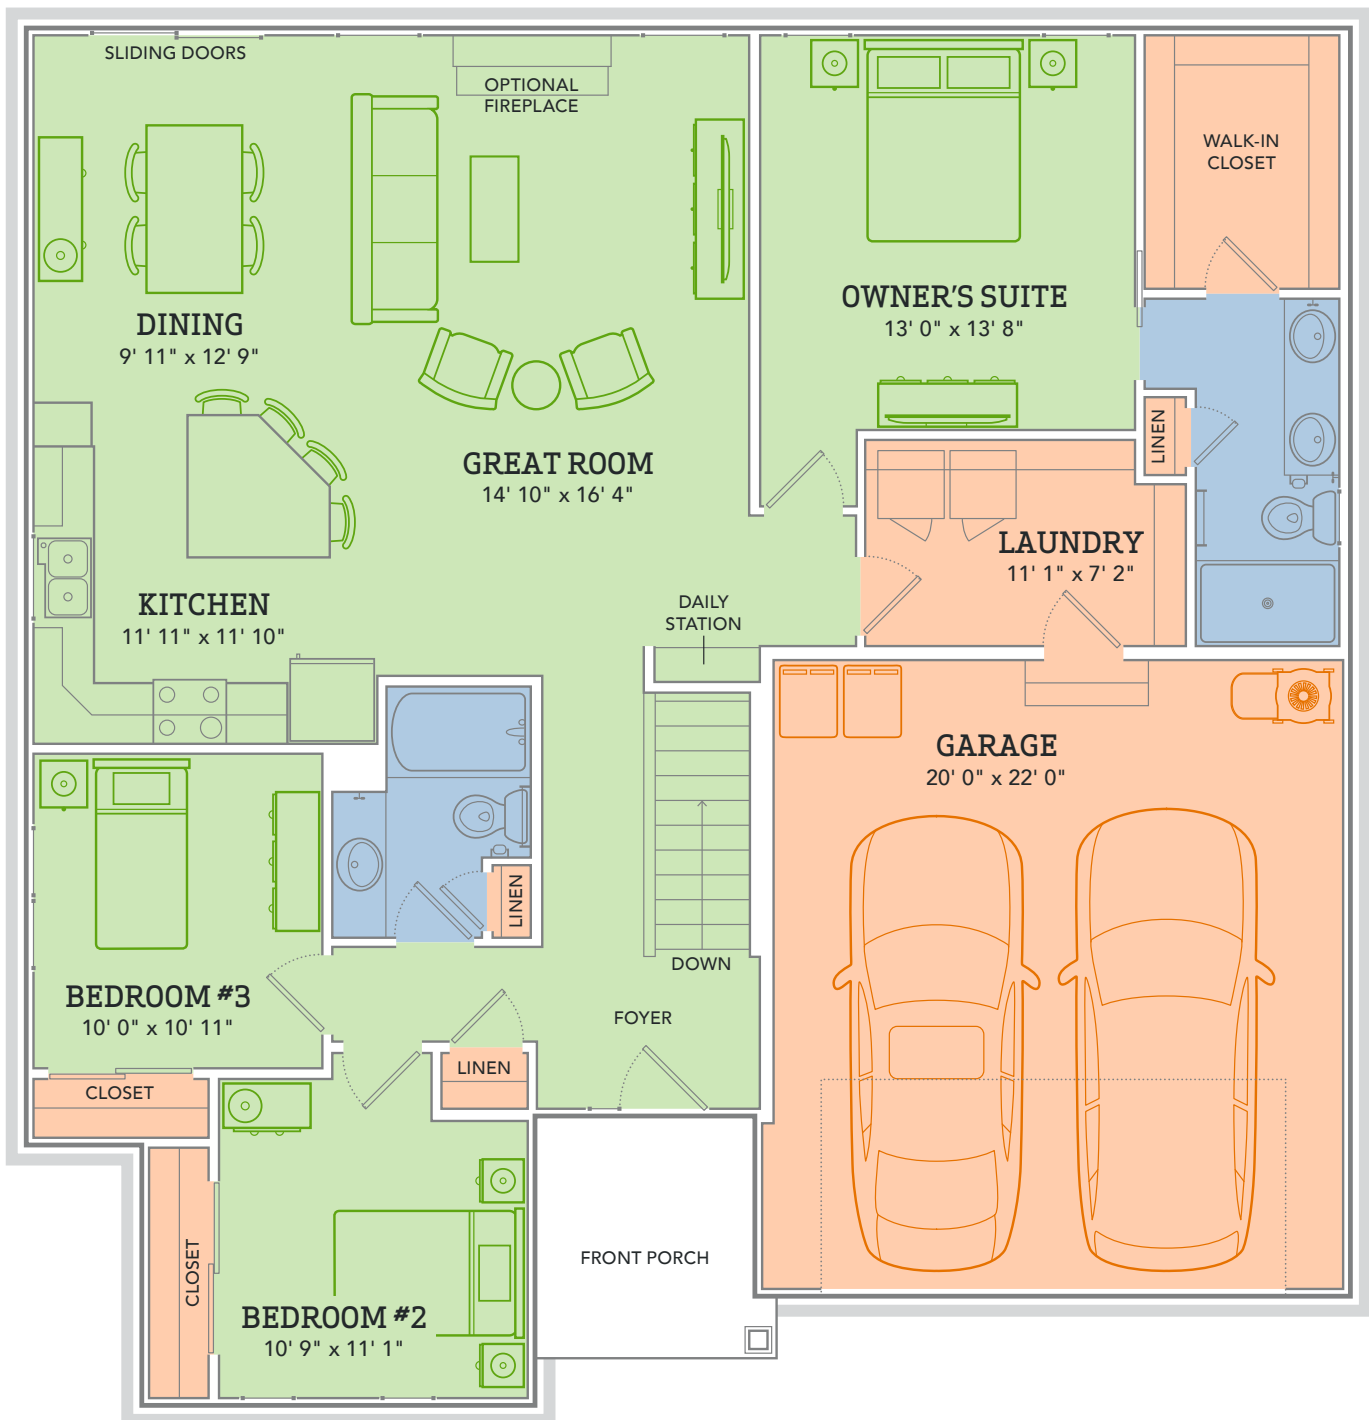 SLIDING DOORS
OPTIONAL
FIREPLACE
WALK-IN
CLOSET
DINING
9' 11" x 12' 9"
OWNER'S SUITE
13' 0" x 13' 8"
LINEN
GREAT ROOM
14' 10" x 16' 4"
LAUNDRY
11' 1" x 7' 2"
KITCHEN
11' 11" x 11' 10"
DAILY
STATION
GARAGE
20' 0" x 22' 0"
LINEN
DOWN
BEDROOM #3
10' 0" x 10' 11"
FOYER
LINEN
CLOSET
CLOSET
FRONT PORCH
BEDROOM #2
10' 9" x 11' 1"